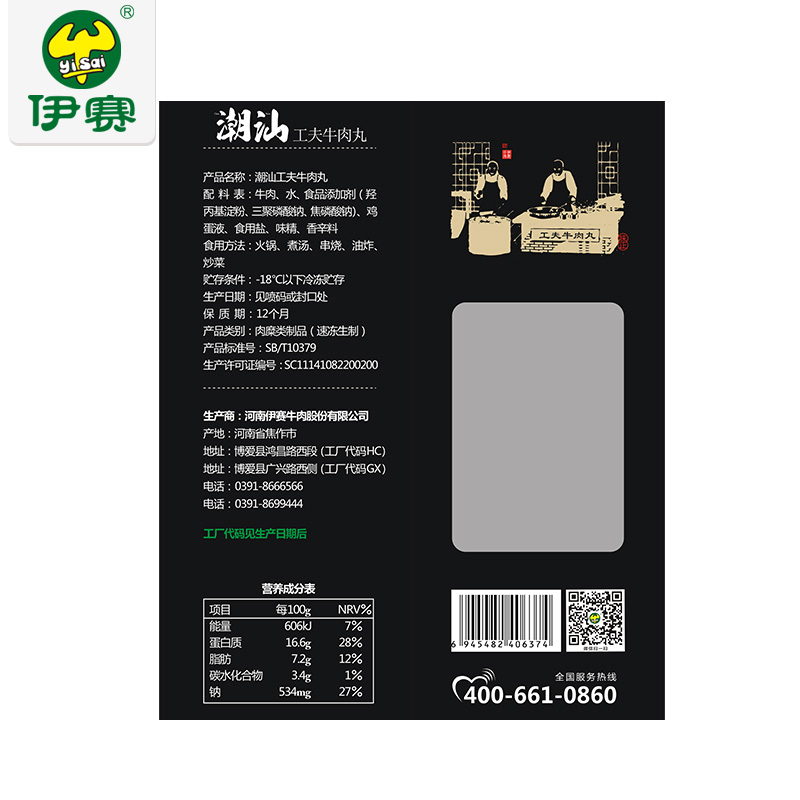 ®
yisai
伊赛
潮汕 工夫牛肉丸
产品名称：潮汕工夫牛肉丸
配 料 表：牛肉、水、食品添加剂（羟
丙基淀粉、三聚磷酸钠、焦磷酸钠）、鸡
蛋液、食用盐、味精、香辛料
食用方法：火锅、煮汤、串烧、油炸、
炒菜
贮存条件：-18℃以下冷冻贮存
生产日期：见喷码或封口处
保 质 期：12个月
产品类别：肉糜类制品（速冻生制）
产品标准号：SB/T10379
生产许可证编号：SC11141082200200
生产商：河南伊赛牛肉股份有限公司
产地：河南省焦作市
地址：博爱县鸿昌路西段（工厂代码HC）
地址：博爱县广兴路西侧（工厂代码GX）
电话：0391-8666566
电话：0391-8699444
工厂代码见生产日期后
营养成分表
项目 每100g NRV%
能量 606kJ 7%
蛋白质 16.6g 28%
脂肪 7.2g 12%
碳水化合物 3.4g 1%
钠 534mg 27%
工夫牛肉丸
6 945482 406374
微信扫一扫
全国服务热线
400-661-0860